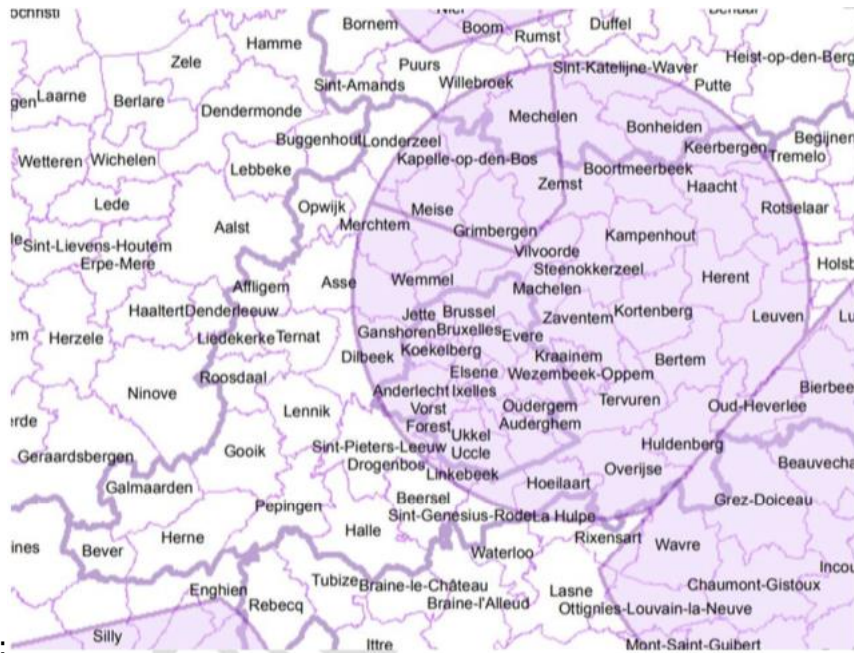 Bornem
Boom
Duffel
Rumst
Hamme
Zele
Puurs
Sint-Katelijne-Waver
Heist-op-den-Berg
Sint-Amands
Willebroek
Putte
Laarne
Berlare
Dendermonde
Mechelen
Bonheiden
Buggenhout
Londerzeel
Keerbergen
Begijnen
Tremelo
Wetteren
Wichelen
Kapelle-op-den-Bos
Lebbeke
Boortmeerbeek
Zemst
Haacht
Lede
Opwijk
Meise
Rotselaar
Aalst
Merchtem
Grimbergen
Kampenhout
Sint-Lievens-Houtem
Vilvoorde
Erpe-Mere
Steenokkerzeel
Holsb
Affligem
Asse
Wemmel
Machelen
Herent
Haaltert
Denderleeuw
Jette
Brussel
Zaventem
Kortenberg
Leuven
Herzele
Liedekerke
Ternat
Ganshoren
Bruxelles
Evere
Dilbeek
Koekelberg
Kraainem
Bertem
Roosdaal
Elsene
Wezembeek-Oppem
Ninove
Anderlecht
Ixelles
Tervuren
Bierbee
Lennik
Vorst
Oudergem
Oud-Heverlee
Forest
Auderghem
Ukkel
Sint-Pieters-Leeuw
Uccle
Huldenberg
Geraardsbergen
Gooik
Drogenbos
Linkebeek
Overijse
Beauvecha
Galmaarden
Hoeilaart
Beersel
Grez-Doiceau
Pepingen
Sint-Genesius-Rode
La Hulpe
Halle
Rixensart
Herne
Bever
Waterloo
Wavre
ines
Incou
Enghien
Tubize
Braine-le-Château
Chaumont-Gistoux
Rebecq
Braine-l'Alleud
Lasne
Ottignies-Louvain-la-Neuve
Silly
Ittre
Mont-Saint-Guibert